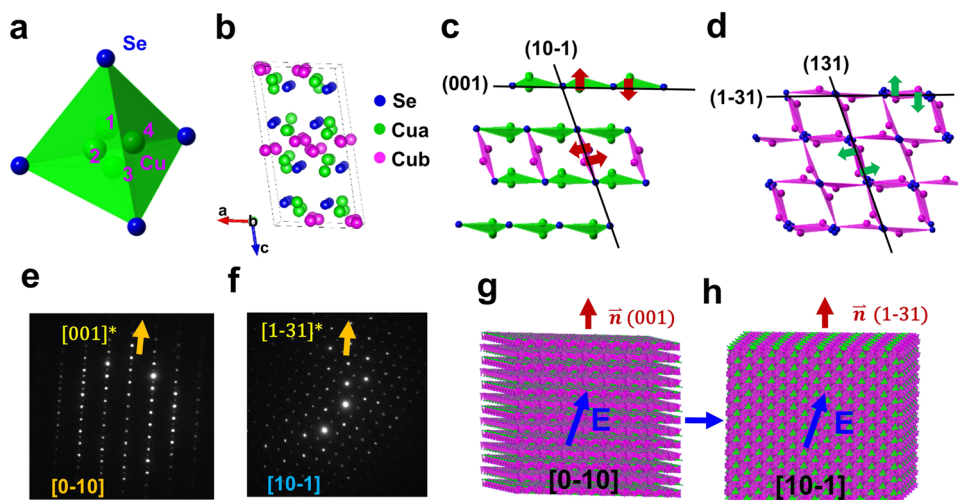 a
Se
1
2
3
4
Cu
b
Se
Cua
Cub
a
b
c
c
(10-1)
(001)
d
(131)
(1-31)
e
[001]*
[0-10]
f
[1-31]*
[10-1]
g
n⃗ (001)
E
[0-10]
h
n⃗ (1-31)
E
[10-1]